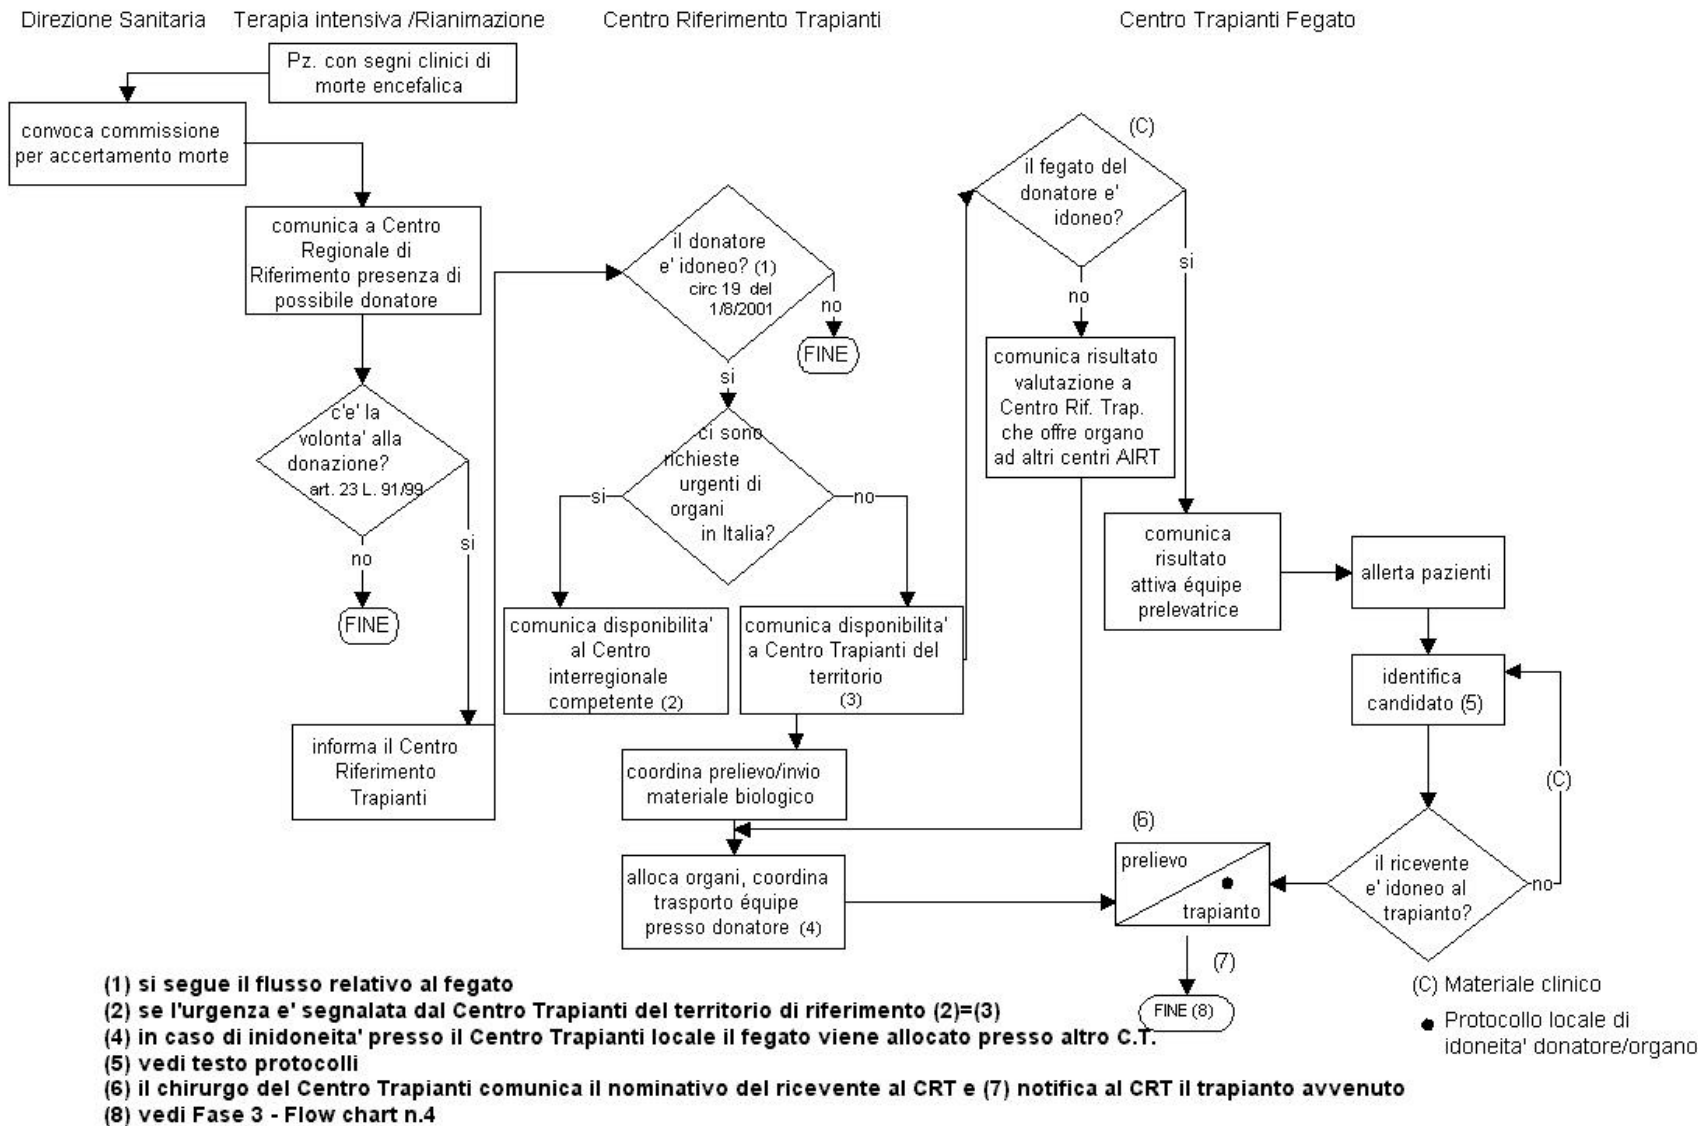 Direzione Sanitaria
Terapia intensiva /Rianimazione
Centro Riferimento Trapianti
Centro Trapianti Fegato
Pz. con segni clinici di
morte encefalica
convoca commissione
per accertamento morte
comunica a Centro
Regionale di
Riferimento presenza di
possibile donatore
c'e' la
volonta' alla
donazione?
art. 23 L. 91/99
no
FINE
si
informa il Centro
Riferimento
Trapianti
il donatore
e' idoneo? (1)
circ 19 del
1/8/2001
no
FINE
si
ci sono
richieste
urgenti di
organi
in Italia?
si
no
comunica disponibilita'
al Centro
interregionale
competente (2)
comunica disponibilita'
a Centro Trapianti del
territorio
(3)
coordina prelievo/invio
materiale biologico
alloca organi, coordina
trasporto équipe
presso donatore (4)
(C)
il fegato del
donatore e'
idoneo?
no
si
comunica risultato
valutazione a
Centro Rif. Trap.
che offre organo
ad altri centri AIRT
comunica
risultato
attiva équipe
prelevatrice
allerta pazienti
identifica
candidato (5)
(C)
il ricevente
e' idoneo al
trapianto?
no
(6)
prelievo
trapianto
(7)
FINE (8)
(C) Materiale clinico
Protocollo locale di
idoneita' donatore/organo
(1) si segue il flusso relativo al fegato
(2) se l'urgenza e' segnalata dal Centro Trapianti del territorio di riferimento (2)=(3)
(4) in caso di inidoneita' presso il Centro Trapianti locale il fegato viene allocato presso altro C.T.
(5) vedi testo protocolli
(6) il chirurgo del Centro Trapianti comunica il nominativo del ricevente al CRT e (7) notifica al CRT il trapianto avvenuto
(8) vedi Fase 3 - Flow chart n.4